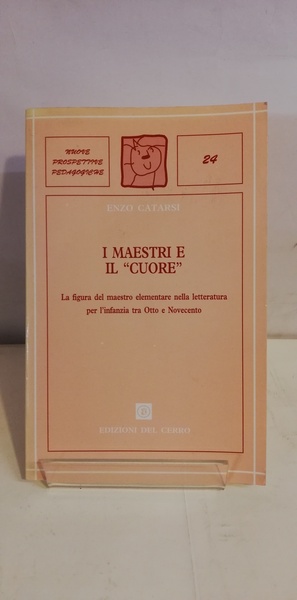 NUOVE
PROSPETTIVE
PEDAGOGICHE
24
ENZO CATARSI
I MAESTRI E
IL “CUORE”
La figura del maestro elementare nella letteratura
per l'infanzia tra Otto e Novecento
EDIZIONI DEL CERRO